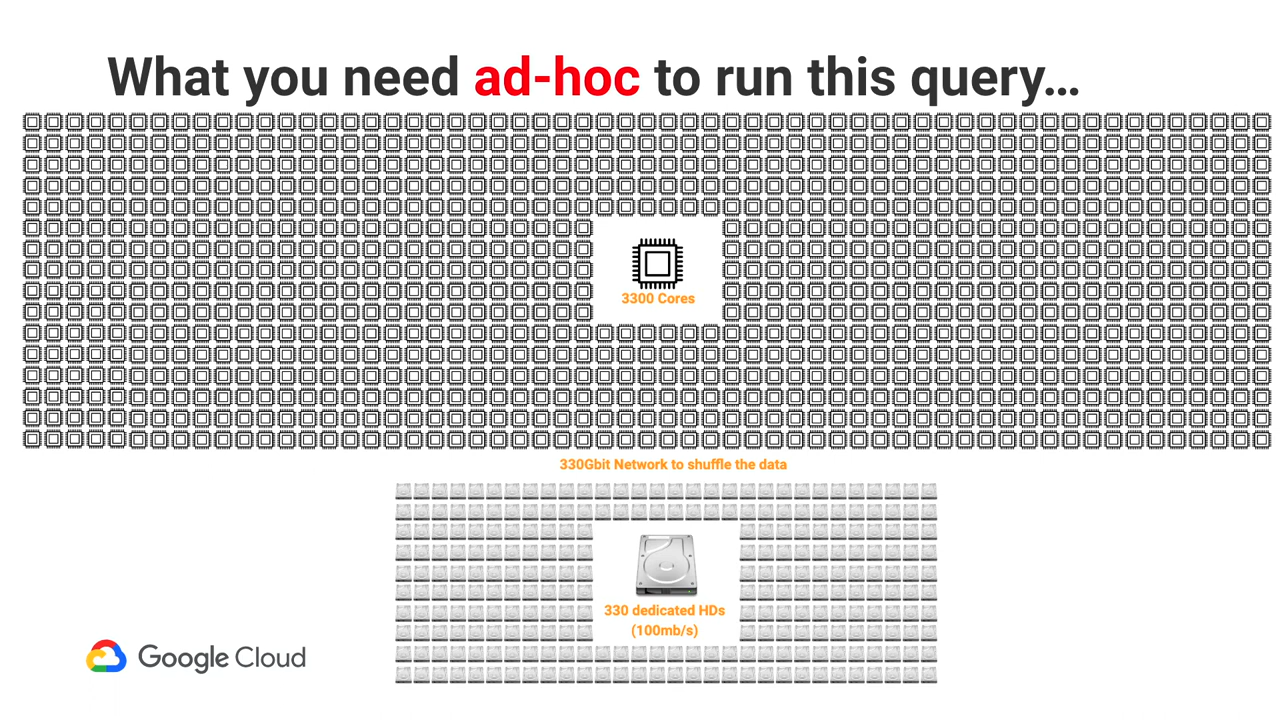 What you need ad-hoc to run this query…
3300 Cores
330Gbit Network to shuffle the data
330 dedicated HDs
(100mb/s)
Google Cloud